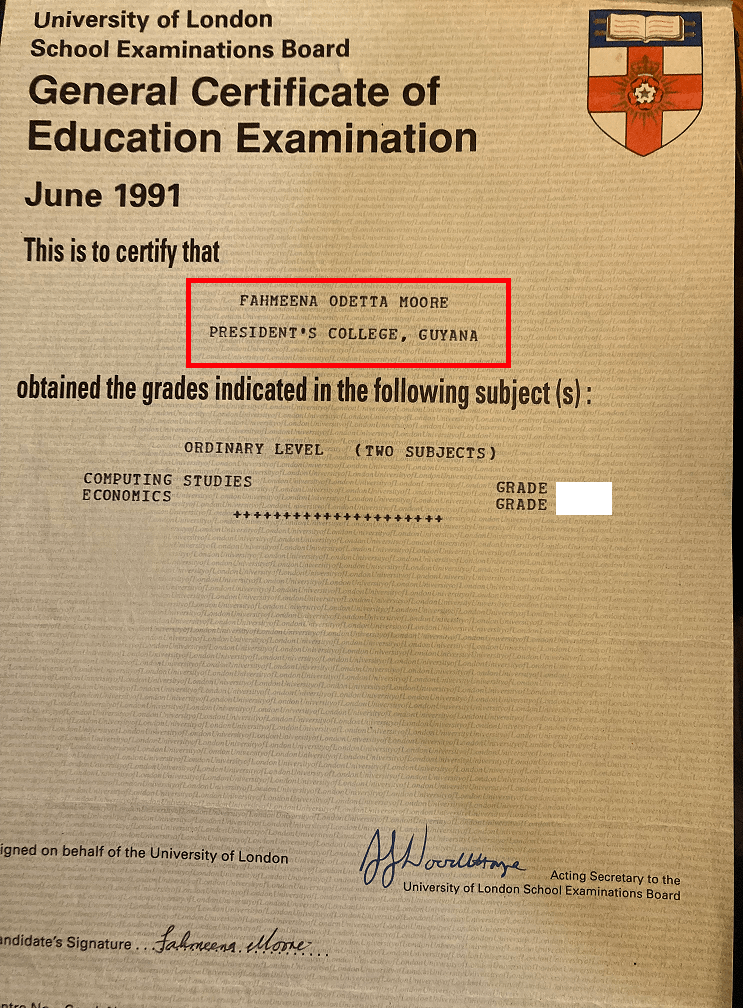 University of London
School Examinations Board
General Certificate of
Education Examination
June 1991
This is to certify that
FAHMEENA ODETTA MOORE
PRESIDENT'S COLLEGE, GUYANA
obtained the grades indicated in the following subject (s) :
ORDINARY LEVEL (TWO SUBJECTS)
COMPUTING STUDIES GRADE
ECONOMICS GRADE
+++++++++++++++++++++
igned on behalf of the University of London
Acting Secretary to the
University of London School Examinations Board
andidate's Signature ... Fahmeena Moore